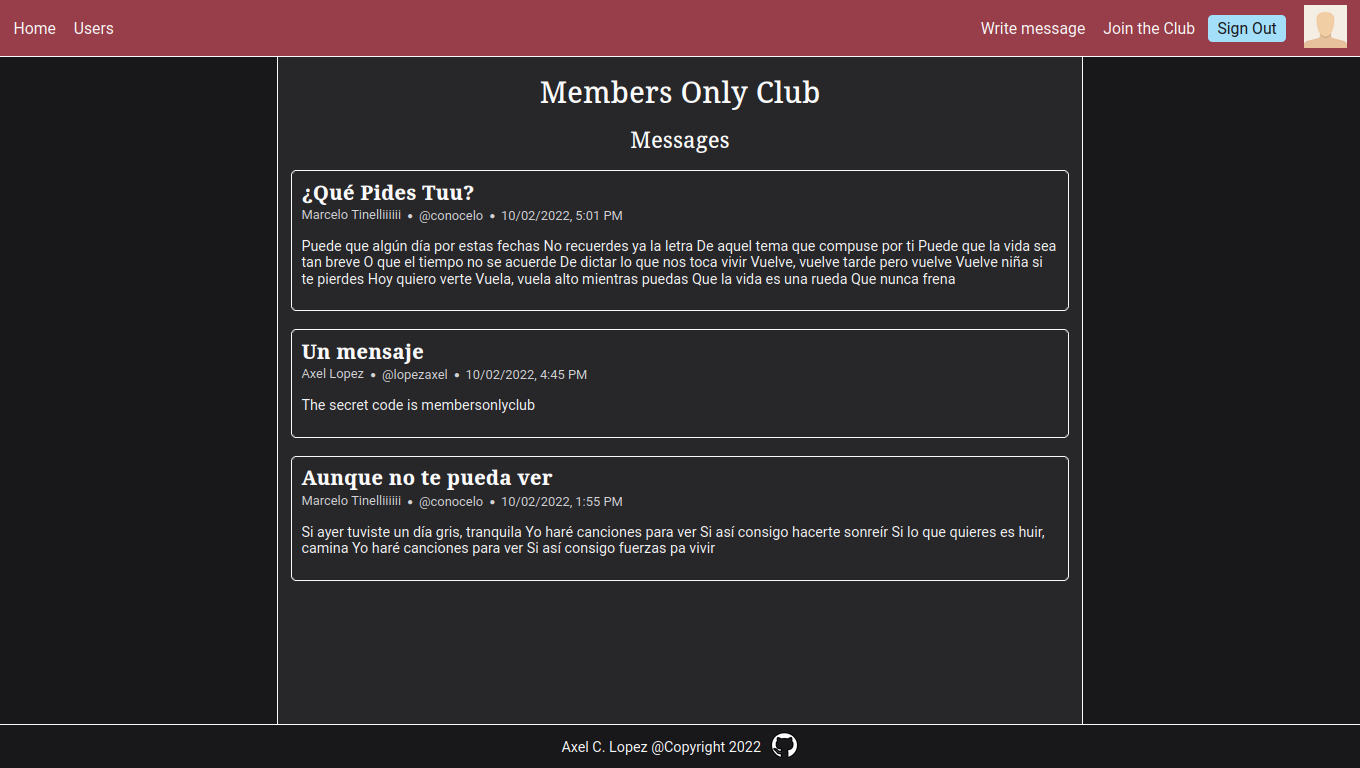 Home Users Write message Join the Club Sign Out
Members Only Club
Messages
¿Qué Pides Tuu?
Marcelo Tinelliiiiii • @conocelo • 10/02/2022, 5:01 PM
Puede que algún día por estas fechas No recuerdes ya la letra De aquel tema que compuse por ti Puede que la vida sea
tan breve O que el tiempo no se acuerde De dictar lo que nos toca vivir Vuelve, vuelve tarde pero vuelve Vuelve niña si
te pierdes Hoy quiero verte Vuela, vuela alto mientras puedas Que la vida es una rueda Que nunca frena
Un mensaje
Axel Lopez • @lopezaxel • 10/02/2022, 4:45 PM
The secret code is membersonlyclub
Aunque no te pueda ver
Marcelo Tinelliiiiii • @conocelo • 10/02/2022, 1:55 PM
Si ayer tuviste un día gris, tranquila Yo haré canciones para ver Si así consigo hacerte sonreír Si lo que quieres es huir,
camina Yo haré canciones para ver Si así consigo fuerzas pa vivir
Axel C. Lopez @Copyright 2022